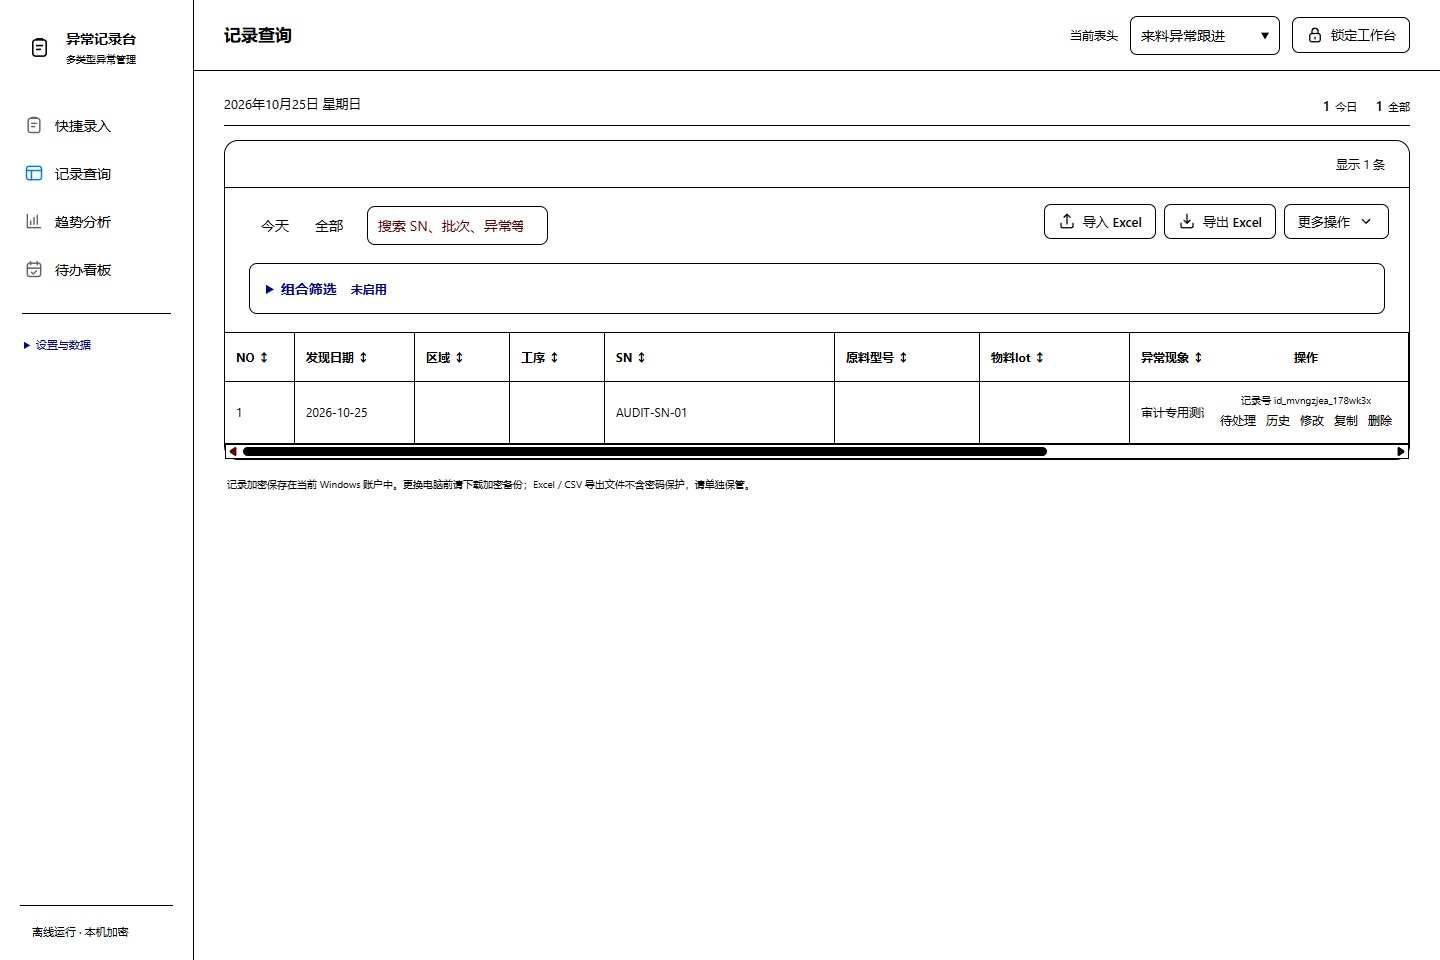 异常记录台
多类型异常管理
快捷录入
记录查询
趋势分析
待办看板
设置与数据
离线运行 · 本机加密
记录查询
当前表头
来料异常跟进
锁定工作台
2026年10月25日 星期日
1 今日 1 全部
显示 1 条
今天 全部 搜索 SN、批次、异常等
导入 Excel 导出 Excel 更多操作
组合筛选 未启用
NO 发现日期 区域 工序 SN 原料型号 物料lot 异常现象 操作
1 2026-10-25 AUDIT-SN-01 审计专用测
记录号 id_mvngzjea_178wk3x
待处理 历史 修改 复制 删除
记录加密保存在当前 Windows 账户中。更换电脑前请下载加密备份；Excel / CSV 导出文件不含密码保护，请单独保管。